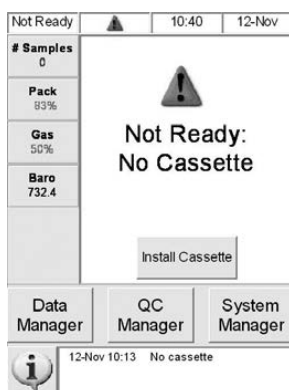 Not Ready 10:40 12-Nov
# Samples
0
Pack
83%
Gas
50%
Baro
732.4
Not Ready:
No Cassette
Install Cassette
Data
Manager
QC
Manager
System
Manager
12-Nov 10:13 No cassette